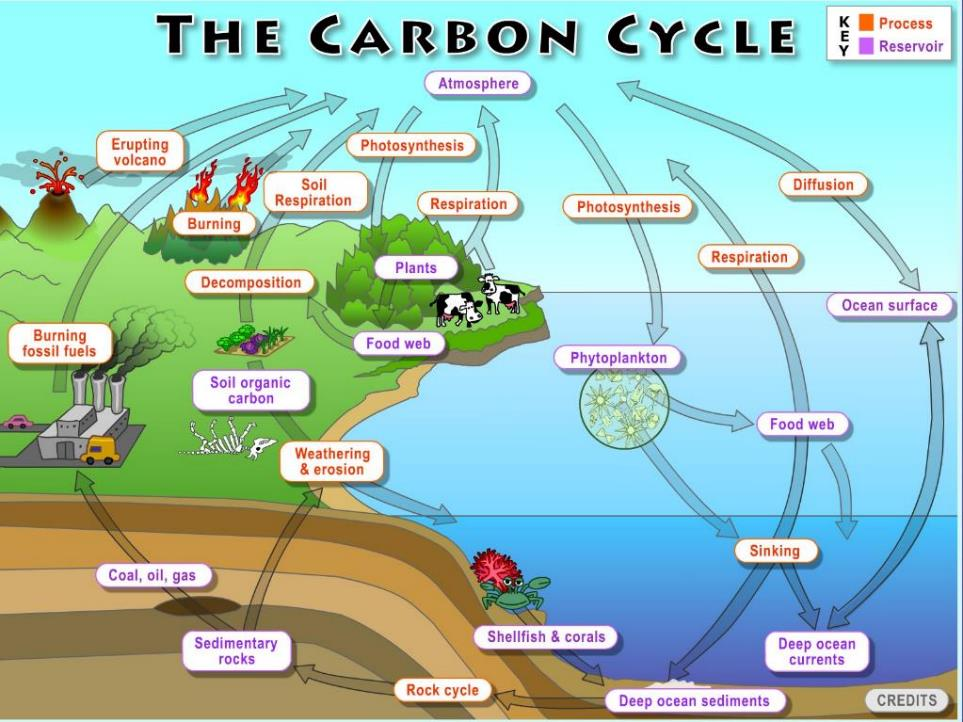 THE CARBON CYCLE
KEY
Process
Reservoir
Atmosphere
Erupting
volcano
Photosynthesis
Soil
Respiration
Burning
Respiration
Photosynthesis
Diffusion
Respiration
Plants
Decomposition
Ocean surface
Burning
fossil fuels
Food web
Phytoplankton
Soil organic
carbon
Food web
Weathering
& erosion
Sinking
Coal, oil, gas
Shellfish & corals
Sedimentary
rocks
Deep ocean
currents
Rock cycle
Deep ocean sediments
CREDITS